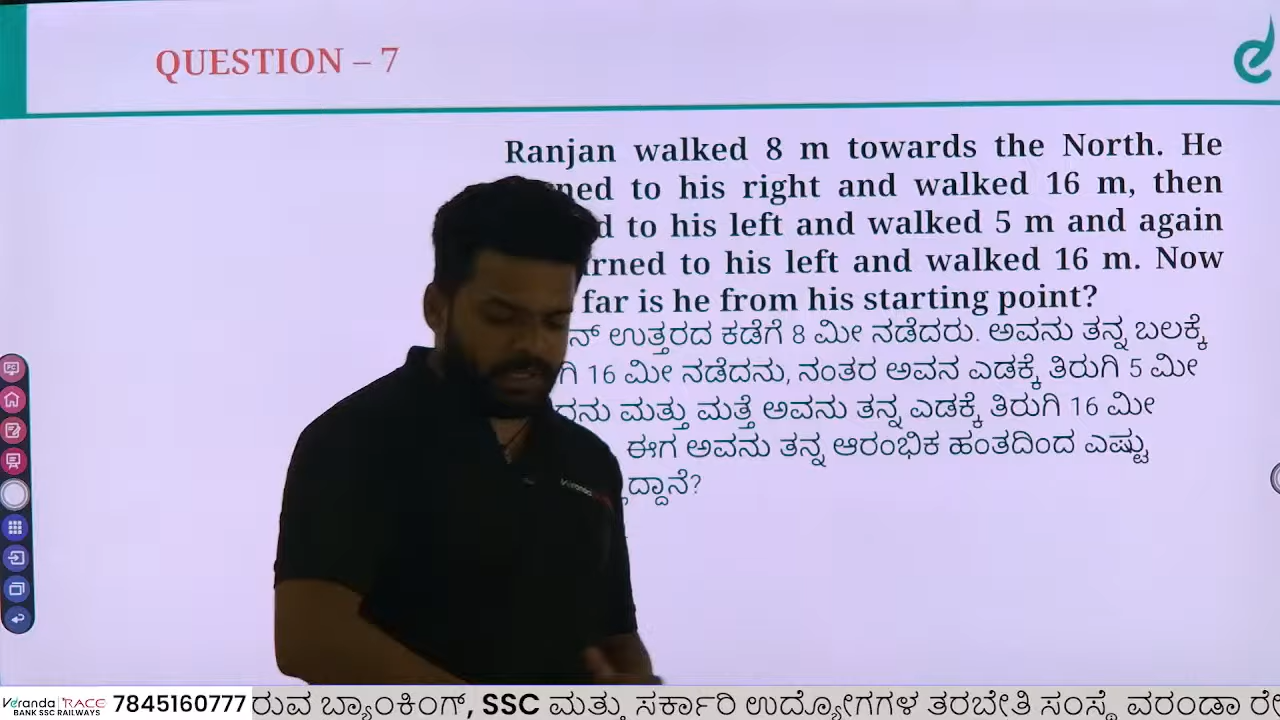 QUESTION – 7
Ranjan walked 8 m towards the North. He
to his right and walked 16 m, then
to his left and walked 5 m and again
to his left and walked 16 m. Now
far is he from his starting point?
ಉತ್ತರದ ಕಡೆಗೆ 8 ಮೀ ನಡೆದರು. ಅವನು ತನ್ನ ಬಲಕ್ಕೆ
16 ಮೀ ನಡೆದನು, ನಂತರ ಅವನ ಎಡಕ್ಕೆ ತಿರುಗಿ 5 ಮೀ
ಮತ್ತು ಮತ್ತೆ ಅವನು ತನ್ನ ಎಡಕ್ಕೆ ತಿರುಗಿ 16 ಮೀ
ಈಗ ಅವನು ತನ್ನ ಆರಂಭಿಕ ಹಂತದಿಂದ ಎಷ್ಟು
Veranda RACE
BANK SSC RAILWAYS
7845160777 ಬ್ಯಾಂಕಿಂಗ್, SSC ಮತ್ತು ಸರ್ಕಾರಿ ಉದ್ಯೋಗಗಳ ತರಬೇತಿ ಸಂಸ್ಥೆ ವರಂಡಾ